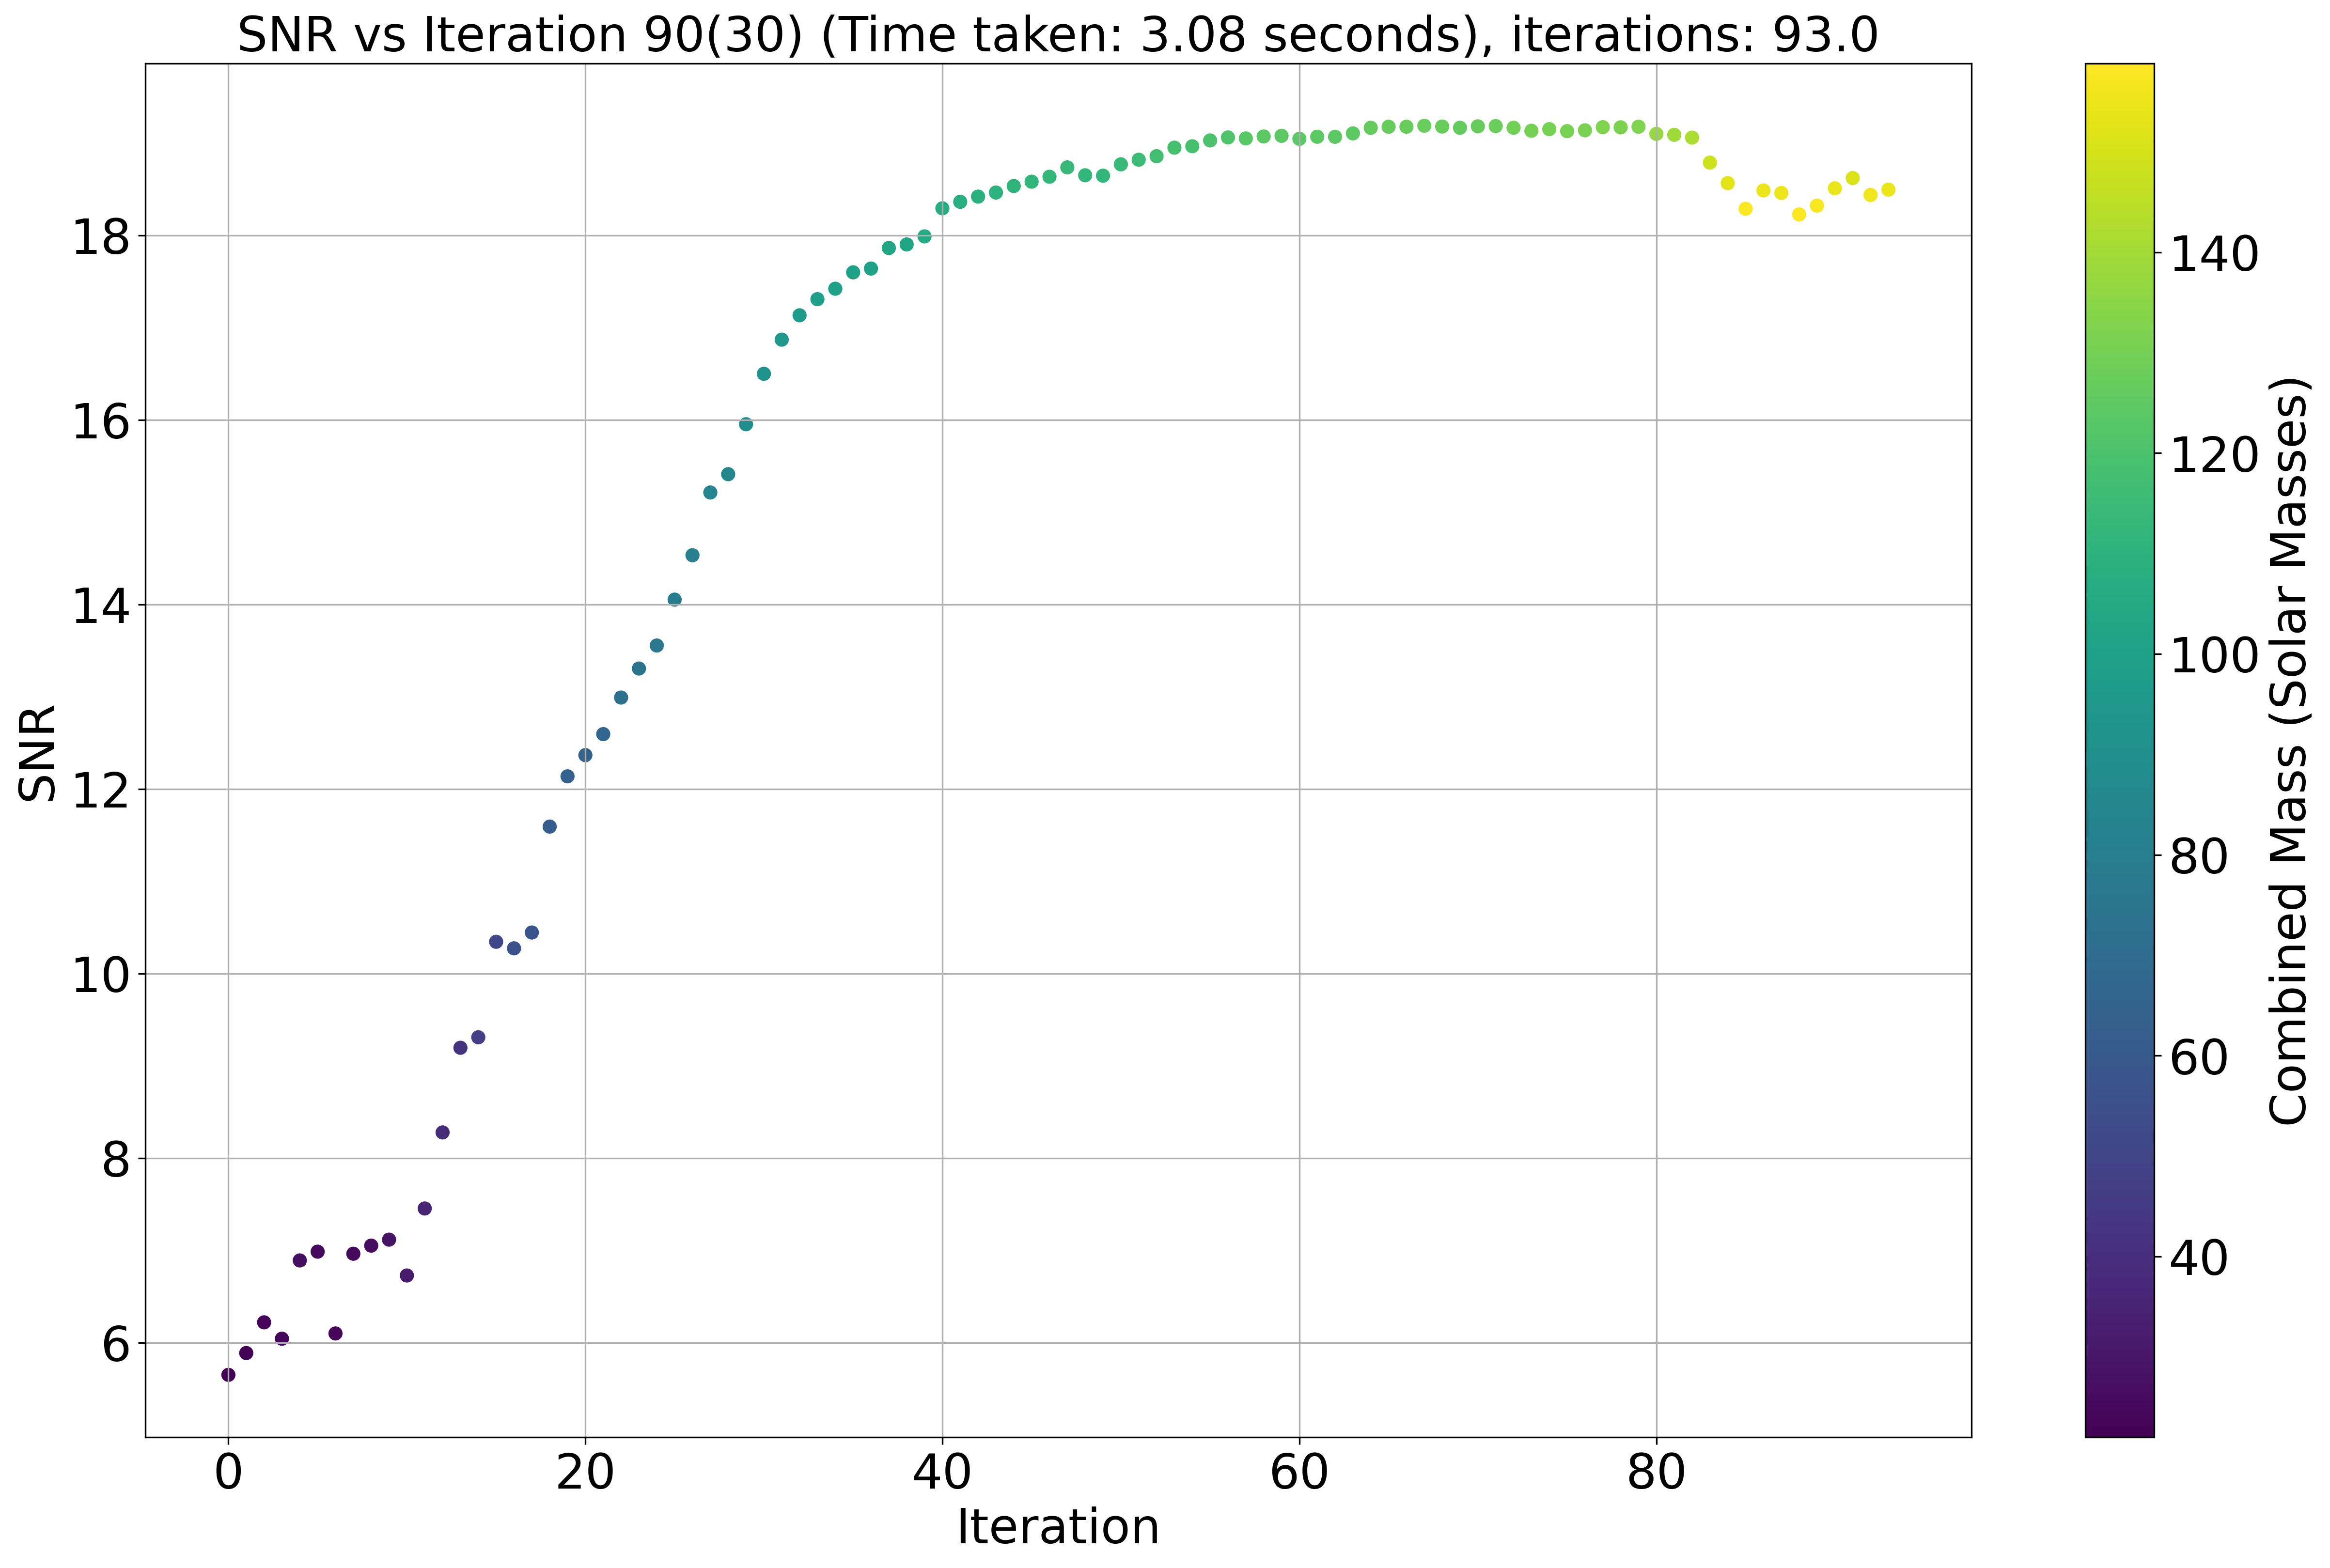 SNR vs Iteration 90(30) (Time taken: 3.08 seconds), iterations: 93.0
SNR
18
16
14
12
10
8
6
0 20 40 60 80
Iteration
140
120
100
80
60
40
Combined Mass (Solar Masses)